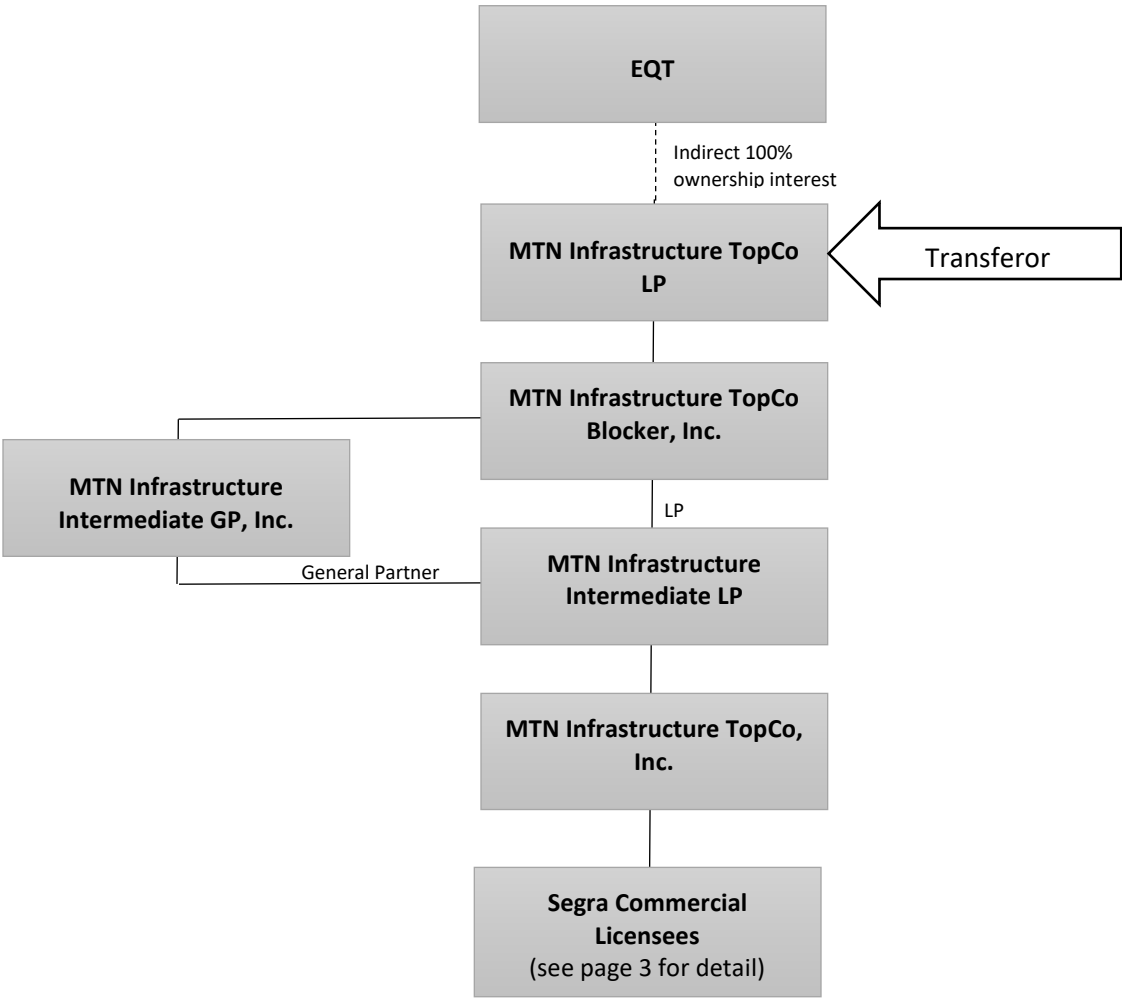 EQT
Indirect 100%
ownership interest
MTN Infrastructure TopCo
LP
Transferor
MTN Infrastructure TopCo
Blocker, Inc.
MTN Infrastructure
Intermediate GP, Inc.
LP
General Partner
MTN Infrastructure
Intermediate LP
MTN Infrastructure TopCo,
Inc.
Segra Commercial
Licensees
(see page 3 for detail)